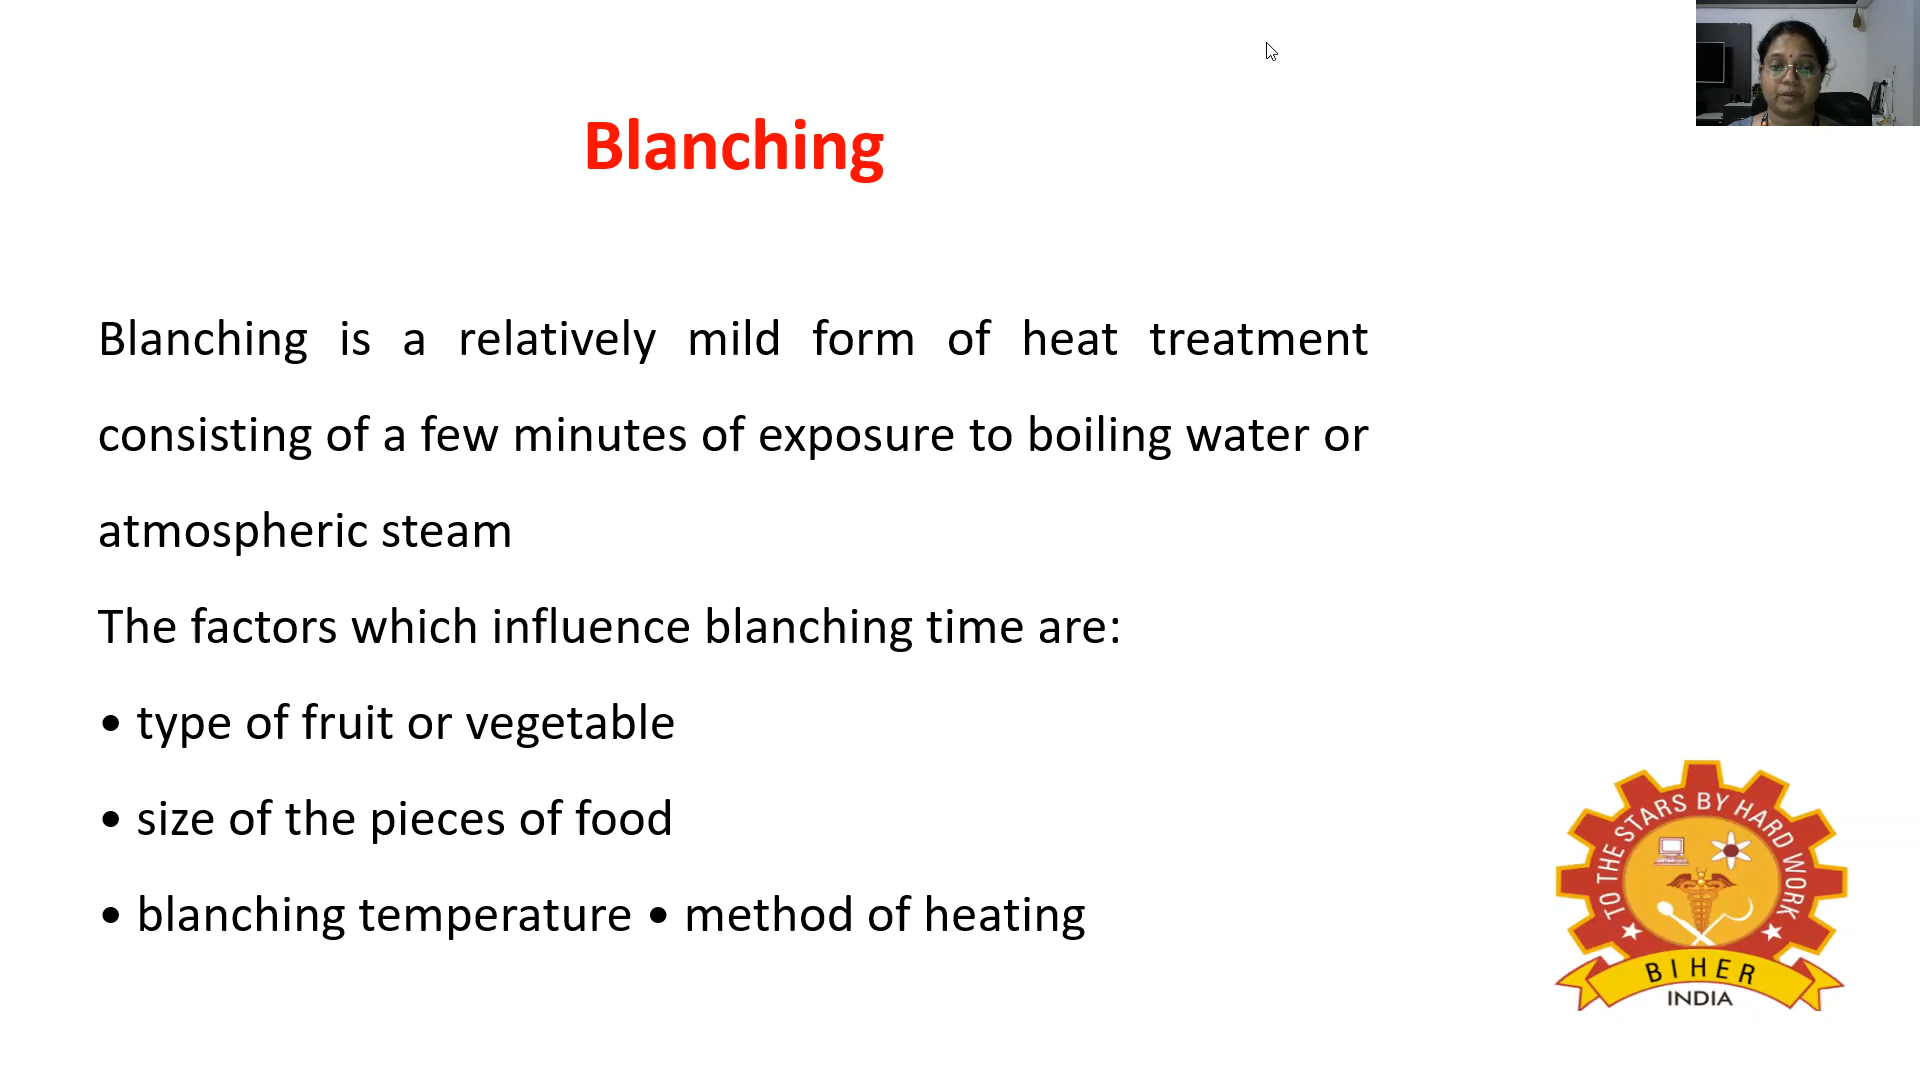 Blanching
Blanching is a relatively mild form of heat treatment
consisting of a few minutes of exposure to boiling water or
atmospheric steam
The factors which influence blanching time are:
• type of fruit or vegetable
• size of the pieces of food
• blanching temperature • method of heating
TO THE STARS BY HARD WORK
BIHER
INDIA